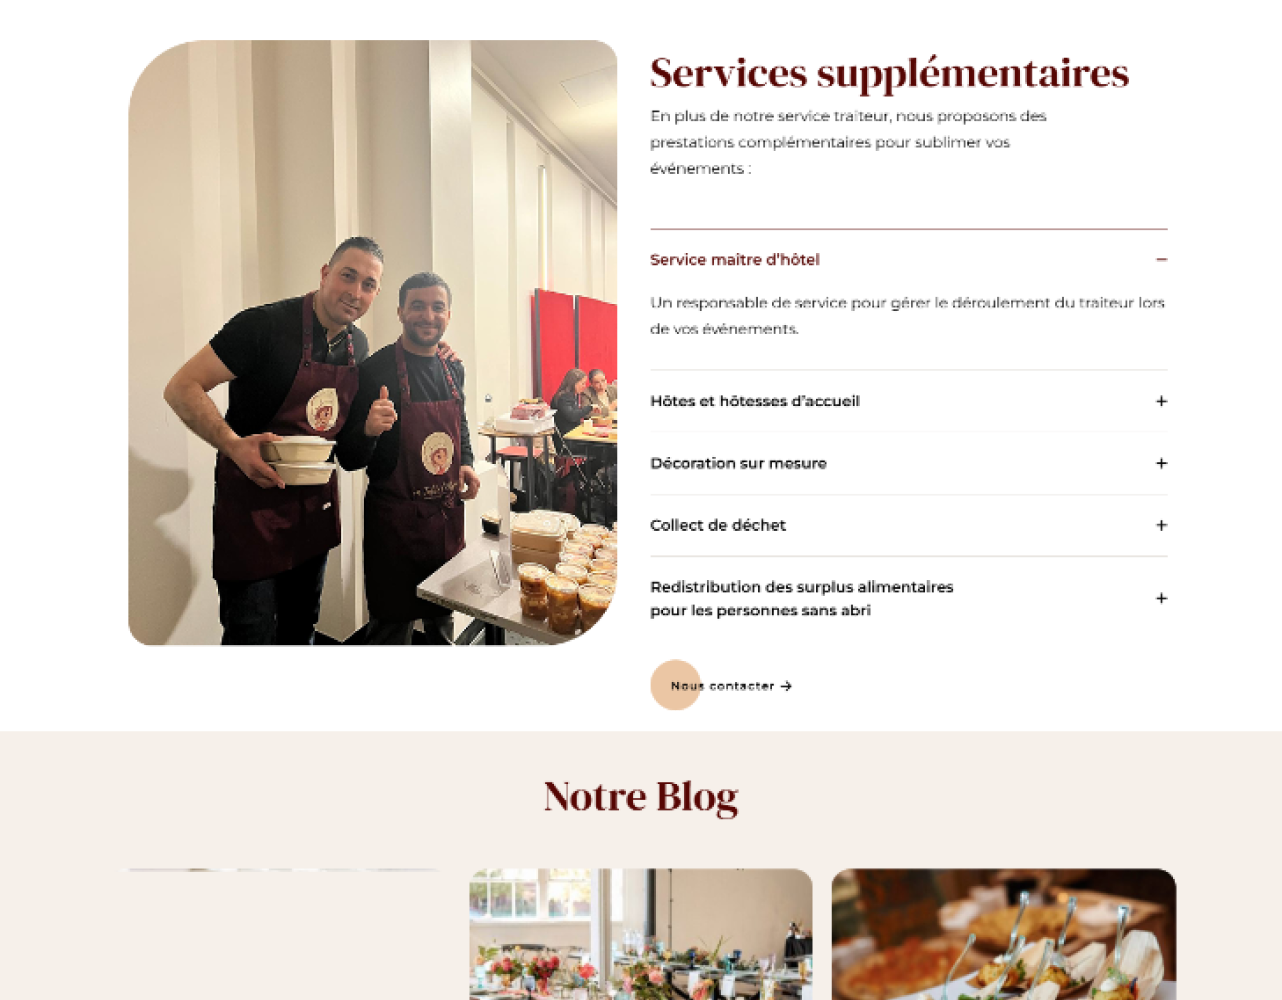 Services supplémentaires
En plus de notre service traiteur, nous proposons des
prestations complémentaires pour sublimer vos
événements :
Service maître d'hôtel
Un responsable de service pour gérer le déroulement du traiteur lors
de vos événements.
Hôtes et hôtesses d'accueil
Décoration sur mesure
Collect de déchet
Redistribution des surplus alimentaires
pour les personnes sans abri
Nous contacter →
Notre Blog